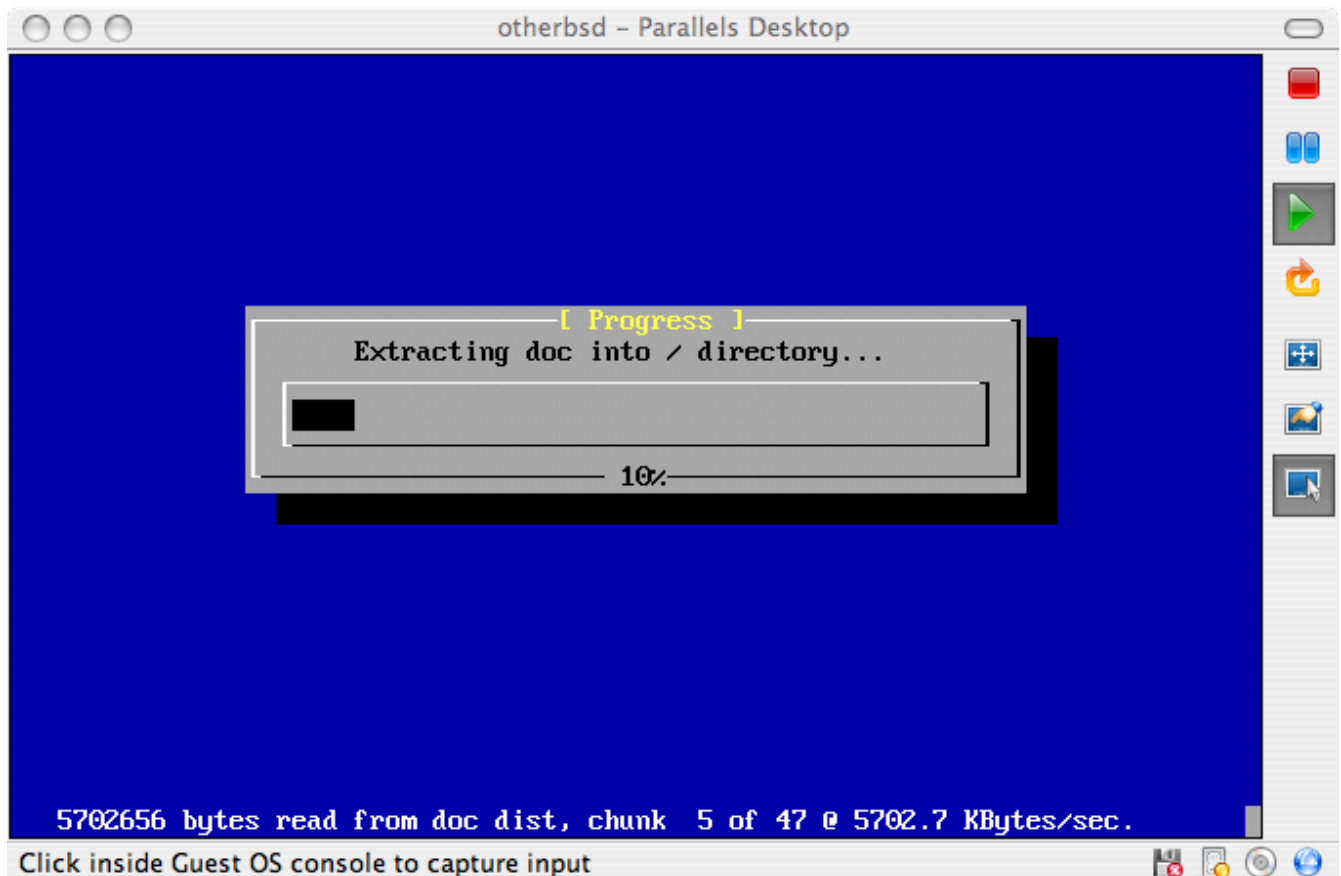 otherbsd – Parallels Desktop
[ Progress ]
Extracting doc into / directory...
10%
5702656 bytes read from doc dist, chunk  5 of 47 @ 5702.7 KBytes/sec.
Click inside Guest OS console to capture input